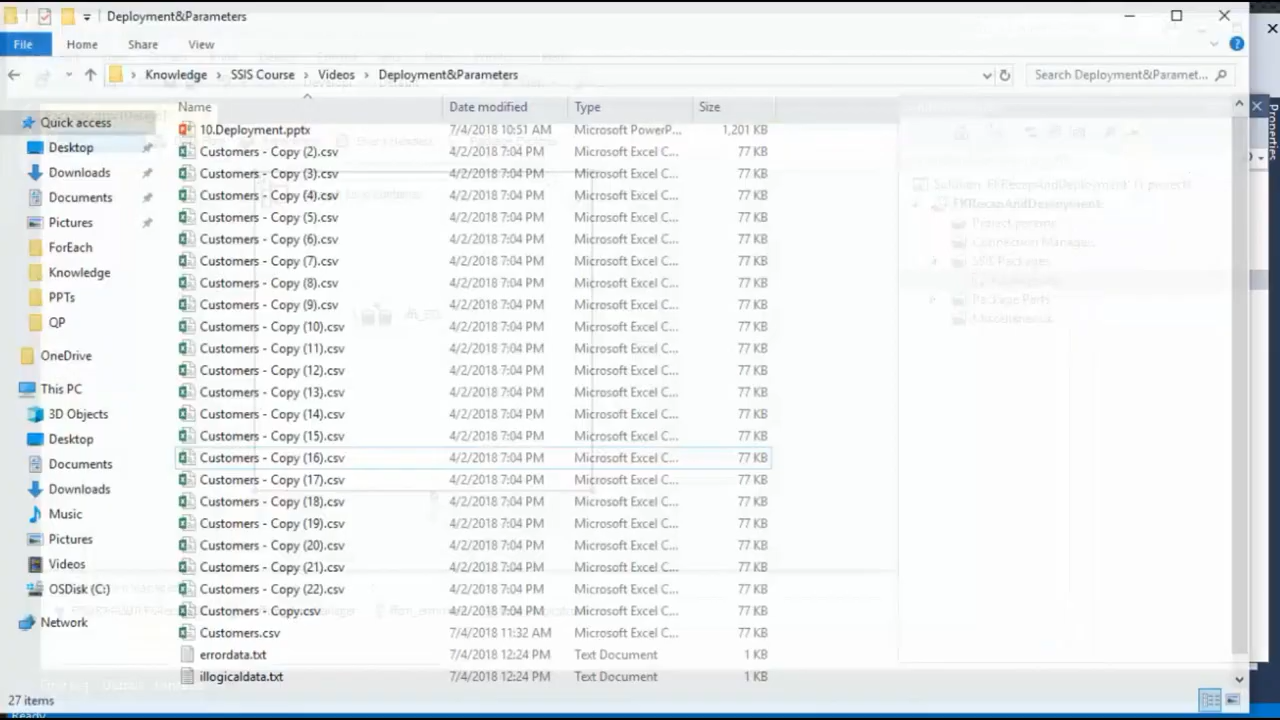 Deployment&Parameters
File Home Share View
Knowledge SSIS Course Videos Deployment&Parameters
Search Deployment&Paramet...
Name Date modified Type Size
Properties
Quick access
Desktop
Downloads
Documents
Pictures
ForEach
Knowledge
PPTs
QP
OneDrive
This PC
3D Objects
Desktop
Documents
Downloads
Music
Pictures
Videos
OSDisk (C:)
Network
10.Deployment.pptx 7/4/2018 10:51 AM Microsoft PowerP... 1,201 KB
Customers - Copy (2).csv 4/2/2018 7:04 PM Microsoft Excel C... 77 KB
Customers - Copy (3).csv 4/2/2018 7:04 PM Microsoft Excel C... 77 KB
Customers - Copy (4).csv 4/2/2018 7:04 PM Microsoft Excel C... 77 KB
Customers - Copy (5).csv 4/2/2018 7:04 PM Microsoft Excel C... 77 KB
Customers - Copy (6).csv 4/2/2018 7:04 PM Microsoft Excel C... 77 KB
Customers - Copy (7).csv 4/2/2018 7:04 PM Microsoft Excel C... 77 KB
Customers - Copy (8).csv 4/2/2018 7:04 PM Microsoft Excel C... 77 KB
Customers - Copy (9).csv 4/2/2018 7:04 PM Microsoft Excel C... 77 KB
Customers - Copy (10).csv 4/2/2018 7:04 PM Microsoft Excel C... 77 KB
Customers - Copy (11).csv 4/2/2018 7:04 PM Microsoft Excel C... 77 KB
Customers - Copy (12).csv 4/2/2018 7:04 PM Microsoft Excel C... 77 KB
Customers - Copy (13).csv 4/2/2018 7:04 PM Microsoft Excel C... 77 KB
Customers - Copy (14).csv 4/2/2018 7:04 PM Microsoft Excel C... 77 KB
Customers - Copy (15).csv 4/2/2018 7:04 PM Microsoft Excel C... 77 KB
Customers - Copy (16).csv 4/2/2018 7:04 PM Microsoft Excel C... 77 KB
Customers - Copy (17).csv 4/2/2018 7:04 PM Microsoft Excel C... 77 KB
Customers - Copy (18).csv 4/2/2018 7:04 PM Microsoft Excel C... 77 KB
Customers - Copy (19).csv 4/2/2018 7:04 PM Microsoft Excel C... 77 KB
Customers - Copy (20).csv 4/2/2018 7:04 PM Microsoft Excel C... 77 KB
Customers - Copy (21).csv 4/2/2018 7:04 PM Microsoft Excel C... 77 KB
Customers - Copy (22).csv 4/2/2018 7:04 PM Microsoft Excel C... 77 KB
Customers - Copy.csv 4/2/2018 7:04 PM Microsoft Excel C... 77 KB
Customers.csv 7/4/2018 11:32 AM Microsoft Excel C... 77 KB
errordata.txt 7/4/2018 12:24 PM Text Document 1 KB
illogicaldata.txt 7/4/2018 12:24 PM Text Document 1 KB
SSIS Packages
Package Parts
Miscellaneous
27 items
Ready